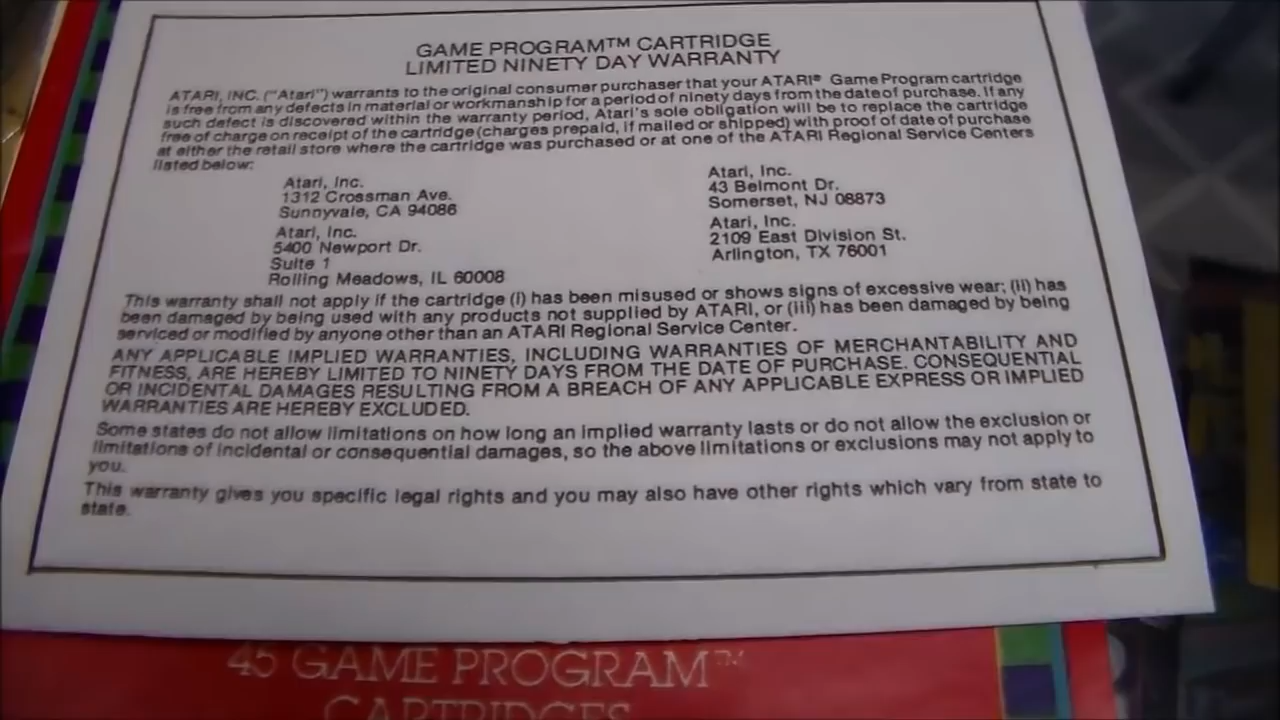 GAME PROGRAM™ CARTRIDGE
LIMITED NINETY DAY WARRANTY
ATARI, INC. ("Atari") warrants to the original consumer purchaser that your ATARI® Game Program cartridge
is free from any defects in material or workmanship for a period of ninety days from the date of purchase. If any
such defect is discovered within the warranty period, Atari's sole obligation will be to replace the cartridge
free of charge on receipt of the cartridge (charges prepaid, if mailed or shipped) with proof of date of purchase
at either the retail store where the cartridge was purchased or at one of the ATARI Regional Service Centers
listed below:
Atari, Inc.
1312 Crossman Ave.
Sunnyvale, CA 94086
Atari, Inc.
5400 Newport Dr.
Suite 1
Rolling Meadows, IL 60008
Atari, Inc.
43 Belmont Dr.
Somerset, NJ 08873
Atari, Inc.
2109 East Division St.
Arlington, TX 76001
This warranty shall not apply if the cartridge (i) has been misused or shows signs of excessive wear; (ii) has
been damaged by being used with any products not supplied by ATARI, or (iii) has been damaged by being
serviced or modified by anyone other than an ATARI Regional Service Center.
ANY APPLICABLE IMPLIED WARRANTIES, INCLUDING WARRANTIES OF MERCHANTABILITY AND
FITNESS, ARE HEREBY LIMITED TO NINETY DAYS FROM THE DATE OF PURCHASE. CONSEQUENTIAL
OR INCIDENTAL DAMAGES RESULTING FROM A BREACH OF ANY APPLICABLE EXPRESS OR IMPLIED
WARRANTIES ARE HEREBY EXCLUDED.
Some states do not allow limitations on how long an implied warranty lasts or do not allow the exclusion or
limitations of incidental or consequential damages, so the above limitations or exclusions may not apply to
you.
This warranty gives you specific legal rights and you may also have other rights which vary from state to
state.
45 GAME PROGRAM™
CARTRIDGES